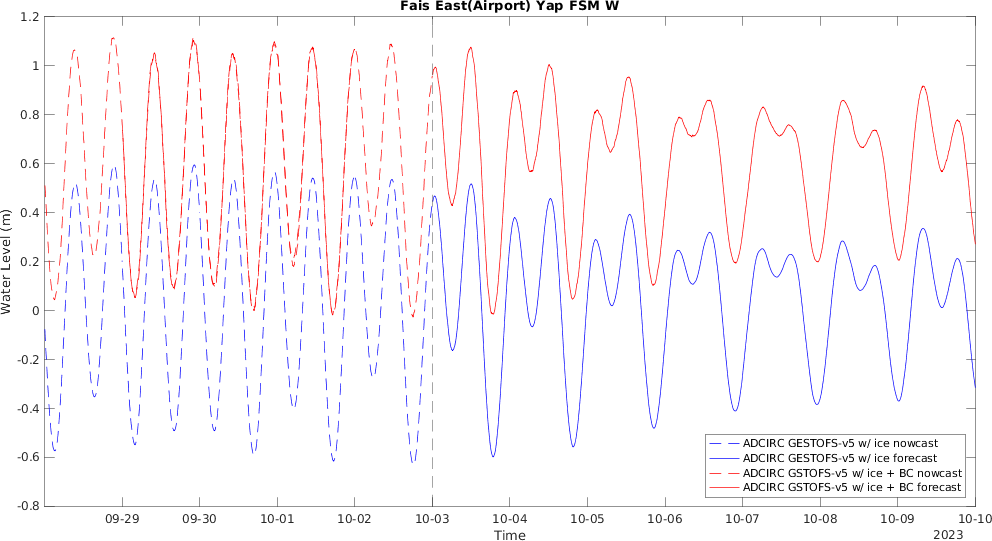 Fais East(Airport) Yap FSM W
1.2
1
0.8
0.6
0.4
0.2
0
-0.2
-0.4
-0.6
-0.8
Water Level (m)
ADCIRC GESTOFS-v5 w/ ice nowcast
ADCIRC GESTOFS-v5 w/ ice forecast
ADCIRC GSTOFS-v5 w/ ice + BC nowcast
ADCIRC GSTOFS-v5 w/ ice + BC forecast
09-29 09-30 10-01 10-02 10-03 10-04 10-05 10-06 10-07 10-08 10-09 10-10
Time
2023